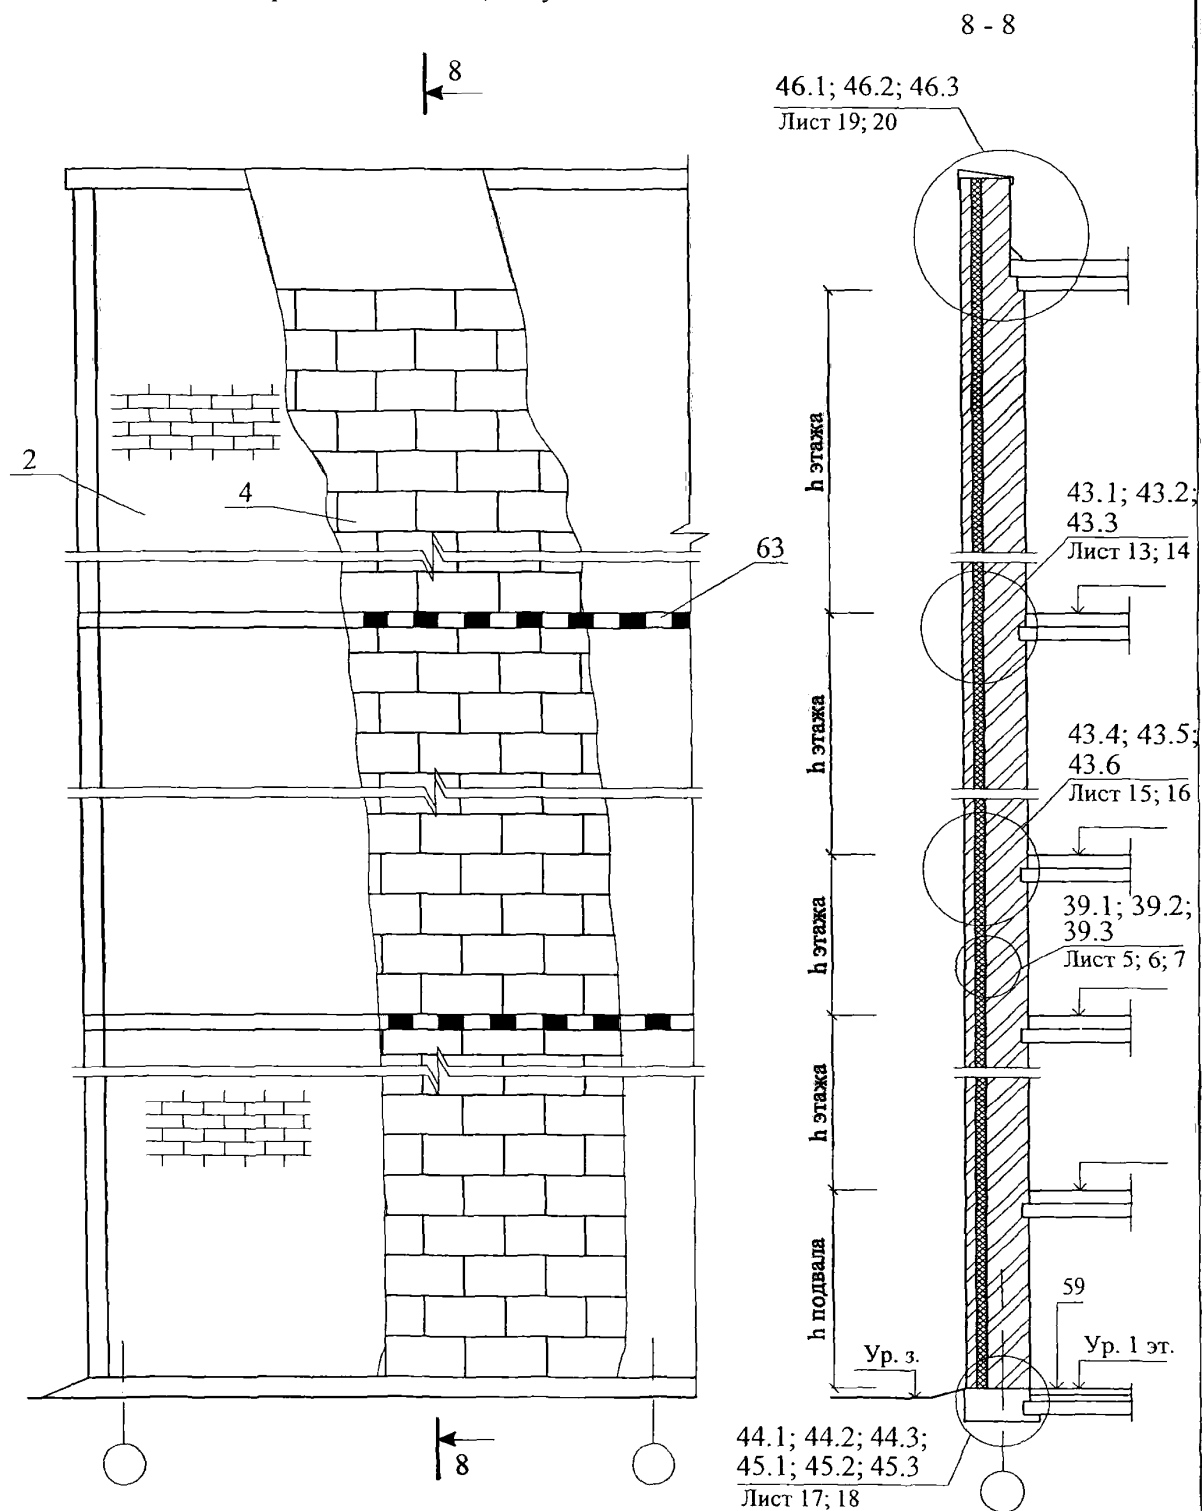 8 - 8
8
46.1; 46.2; 46.3
Лист 19; 20
2
4
63
h этажа
43.1; 43.2;
43.3
Лист 13; 14
h этажа
43.4; 43.5;
43.6
Лист 15; 16
h этажа
39.1; 39.2;
39.3
Лист 5; 6; 7
h этажа
h подвала
59
Ур. з.
Ур. 1 эт.
8
44.1; 44.2; 44.3;
45.1; 45.2; 45.3
Лист 17; 18